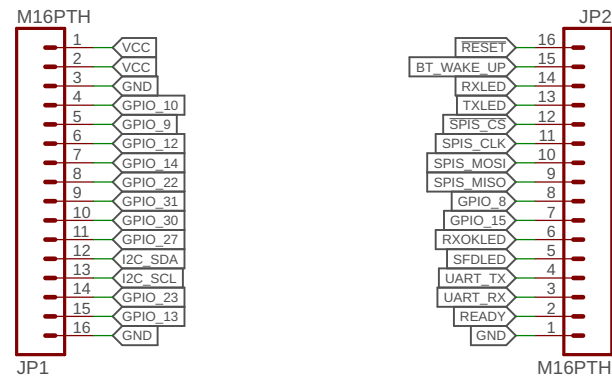 M16PTH
1 VCC
2 VCC
3 GND
4 GPIO_10
5 GPIO_9
6 GPIO_12
7 GPIO_14
8 GPIO_22
9 GPIO_31
10 GPIO_30
11 GPIO_27
12 I2C_SDA
13 I2C_SCL
14 GPIO_23
15 GPIO_13
16 GND
JP1
JP2
RESET 16
BT_WAKE_UP 15
RXLED 14
TXLED 13
SPIS_CS 12
SPIS_CLK 11
SPIS_MOSI 10
SPIS_MISO 9
GPIO_8 8
GPIO_15 7
RXOKLED 6
SFDLED 5
UART_TX 4
UART_RX 3
READY 2
GND 1
M16PTH